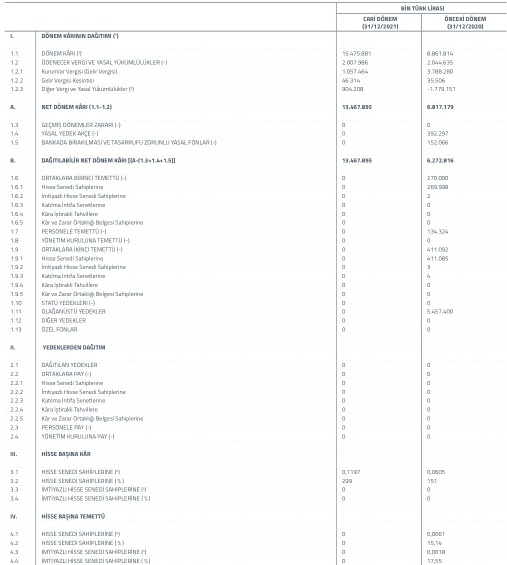 BİN TÜRK LİRASI
CARİ DÖNEM (31/12/2021) ÖNCEKİ DÖNEM (31/12/2020)
I. DÖNEM KÂRININ DAĞITIMI (¹)
1.1 DÖNEM KÂRI (²) 15.475.881 8.861.814
1.2 ÖDENECEK VERGİ VE YASAL YÜKÜMLÜLÜKLER (-) 2.007.986 2.044.635
1.2.1 Kurumlar Vergisi (Gelir Vergisi) 1.057.464 3.788.280
1.2.2 Gelir Vergisi Kesintisi 46.314 35.506
1.2.3 Diğer Vergi ve Yasal Yükümlülükler (³) 904.208 -1.779.151
A. NET DÖNEM KÂRI (1.1-1.2) 13.467.895 6.817.179
1.3 GEÇMİŞ DÖNEMLER ZARARI (-) 0 0
1.4 YASAL YEDEK AKÇE (-) 0 392.297
1.5 BANKADA BIRAKILMASI VE TASARRUFU ZORUNLU YASAL FONLAR (-) 0 152.066
B. DAĞITILABİLİR NET DÖNEM KÂRI [(A-(1.3+1.4+1.5)] 13.467.895 6.272.816
1.6 ORTAKLARA BİRİNCİ TEMETTÜ (-) 0 270.000
1.6.1 Hisse Senedi Sahiplerine 0 269.998
1.6.2 İmtiyazlı Hisse Senedi Sahiplerine 0 2
1.6.3 Katılma İntifa Senetlerine 0 0
1.6.4 Kâra İştirakli Tahvillere 0 0
1.6.5 Kâr ve Zarar Ortaklığı Belgesi Sahiplerine 0 0
1.7 PERSONELE TEMETTÜ (-) 0 134.324
1.8 YÖNETİM KURULUNA TEMETTÜ (-) 0 0
1.9 ORTAKLARA İKİNCİ TEMETTÜ (-) 0 411.092
1.9.1 Hisse Senedi Sahiplerine 0 411.085
1.9.2 İmtiyazlı Hisse Senedi Sahiplerine 0 3
1.9.3 Katılma İntifa Senetlerine 0 4
1.9.4 Kâra İştirakli Tahvillere 0 0
1.9.5 Kâr ve Zarar Ortaklığı Belgesi Sahiplerine 0 0
1.10 STATÜ YEDEKLERİ (-) 0 0
1.11 OLAĞANÜSTÜ YEDEKLER 0 5.457.400
1.12 DİĞER YEDEKLER 0 0
1.13 ÖZEL FONLAR 0 0
II. YEDEKLERDEN DAĞITIM
2.1 DAĞITILAN YEDEKLER 0 0
2.2 ORTAKLARA PAY (-) 0 0
2.2.1 Hisse Senedi Sahiplerine 0 0
2.2.2 İmtiyazlı Hisse Senedi Sahiplerine 0 0
2.2.3 Katılma İntifa Senetlerine 0 0
2.2.4 Kâra İştirakli Tahvillere 0 0
2.2.5 Kâr ve Zarar Ortaklığı Belgesi Sahiplerine 0 0
2.3 PERSONELE PAY (-) 0 0
2.4 YÖNETİM KURULUNA PAY (-) 0 0
III. HİSSE BAŞINA KÂR
3.1 HİSSE SENEDİ SAHİPLERİNE (⁴) 0,1197 0,0605
3.2 HİSSE SENEDİ SAHİPLERİNE ( % ) 299 151
3.3 İMTİYAZLI HİSSE SENEDİ SAHİPLERİNE (⁴) 0 0
3.4 İMTİYAZLI HİSSE SENEDİ SAHİPLERİNE ( % ) 0 0
IV. HİSSE BAŞINA TEMETTÜ
4.1 HİSSE SENEDİ SAHİPLERİNE (⁴) 0 0,0061
4.2 HİSSE SENEDİ SAHİPLERİNE ( % ) 0 15,14
4.3 İMTİYAZLI HİSSE SENEDİ SAHİPLERİNE (⁴) 0 0,0018
4.4 İMTİYAZLI HİSSE SENEDİ SAHİPLERİNE ( % ) 0 17,55